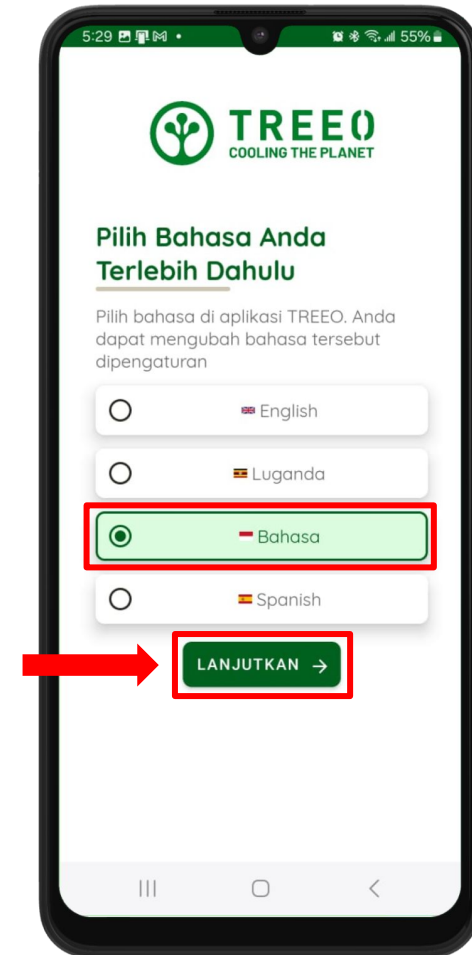 5:29
55%
TREEO
COOLING THE PLANET
Pilih Bahasa Anda
Terlebih Dahulu
Pilih bahasa di aplikasi TREEO. Anda
dapat mengubah bahasa tersebut
dipengaturan
English
Luganda
Bahasa
Spanish
LANJUTKAN →